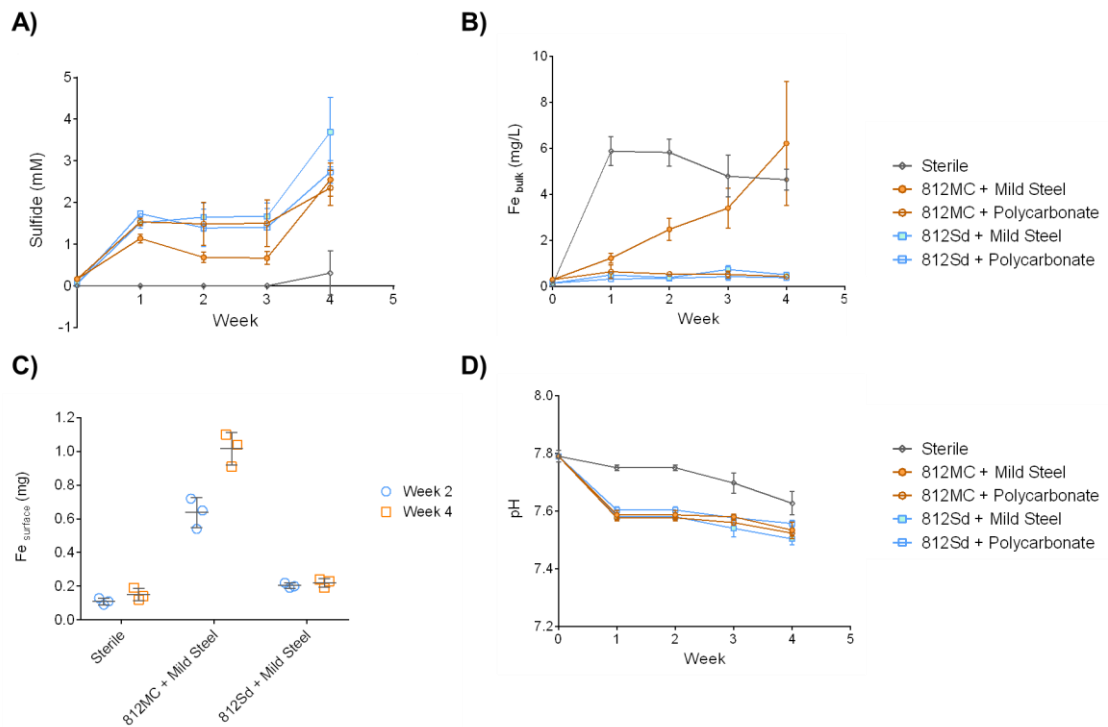 A)
Sulfide (mM)
5
4
3
2
1
0
-1
1
2
3
4
5
Week
B)
Fe bulk (mg/L)
10
8
6
4
2
0
0
1
2
3
4
5
Week
Sterile
812MC + Mild Steel
812MC + Polycarbonate
812Sd + Mild Steel
812Sd + Polycarbonate
C)
Fe surface (mg)
1.2
1.0
0.8
0.6
0.4
0.2
0.0
Sterile
812MC + Mild Steel
812Sd + Mild Steel
Week 2
Week 4
D)
pH
8.0
7.8
7.6
7.4
7.2
0
1
2
3
4
5
Week
Sterile
812MC + Mild Steel
812MC + Polycarbonate
812Sd + Mild Steel
812Sd + Polycarbonate